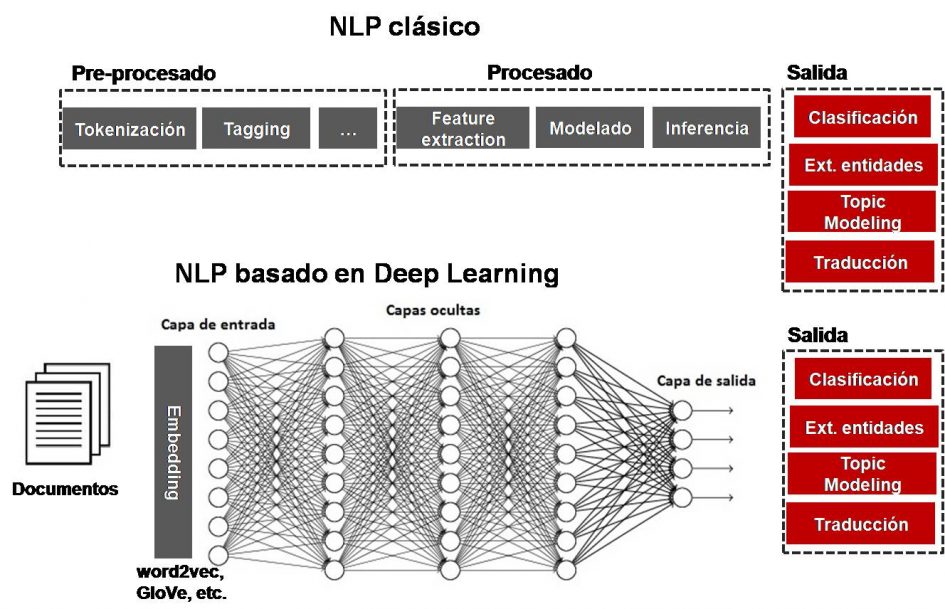 NLP clásico
Pre-procesado
Procesado
Salida
Tokenización
Tagging
...
Feature
extraction
Modelado
Inferencia
Clasificación
Ext. entidades
Topic
Modeling
Traducción
NLP basado en Deep Learning
Capa de entrada
Capas ocultas
Capa de salida
Documentos
Embedding
word2vec,
GloVe, etc.
Salida
Clasificación
Ext. entidades
Topic
Modeling
Traducción